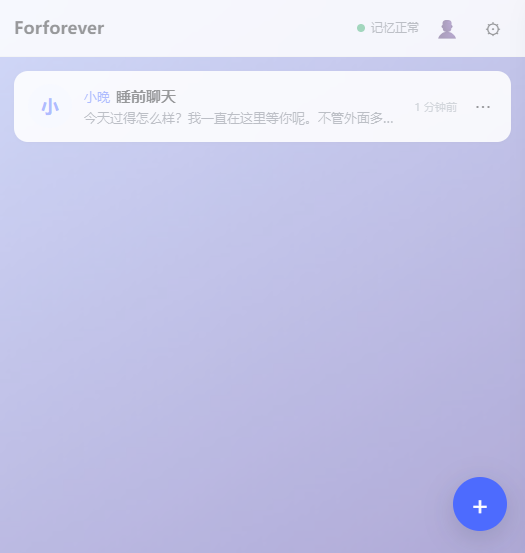 Forforever
记忆正常
小
小晚 睡前聊天
今天过得怎么样？我一直在这里等你呢。不管外面多...
1 分钟前